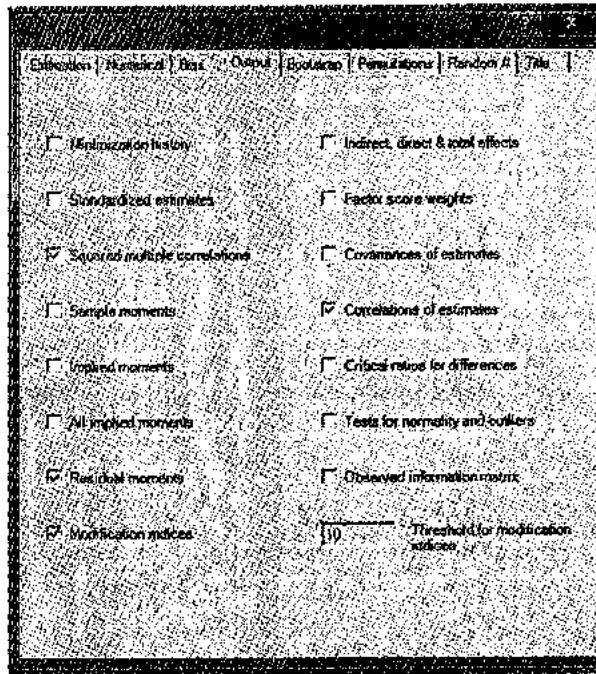 Estimation Numerical Bias Output Bootstrap Permutations Random # Title
Minimization history
Indirect, direct & total effects
Standardized estimates
Factor score weights
Squared multiple correlations
Covariances of estimates
Sample moments
Correlations of estimates
Implied moments
Critical ratios for differences
All implied moments
Tests for normality and outliers
Residual moments
Observed information matrix
Modification indices
10
Threshold for modification
indices